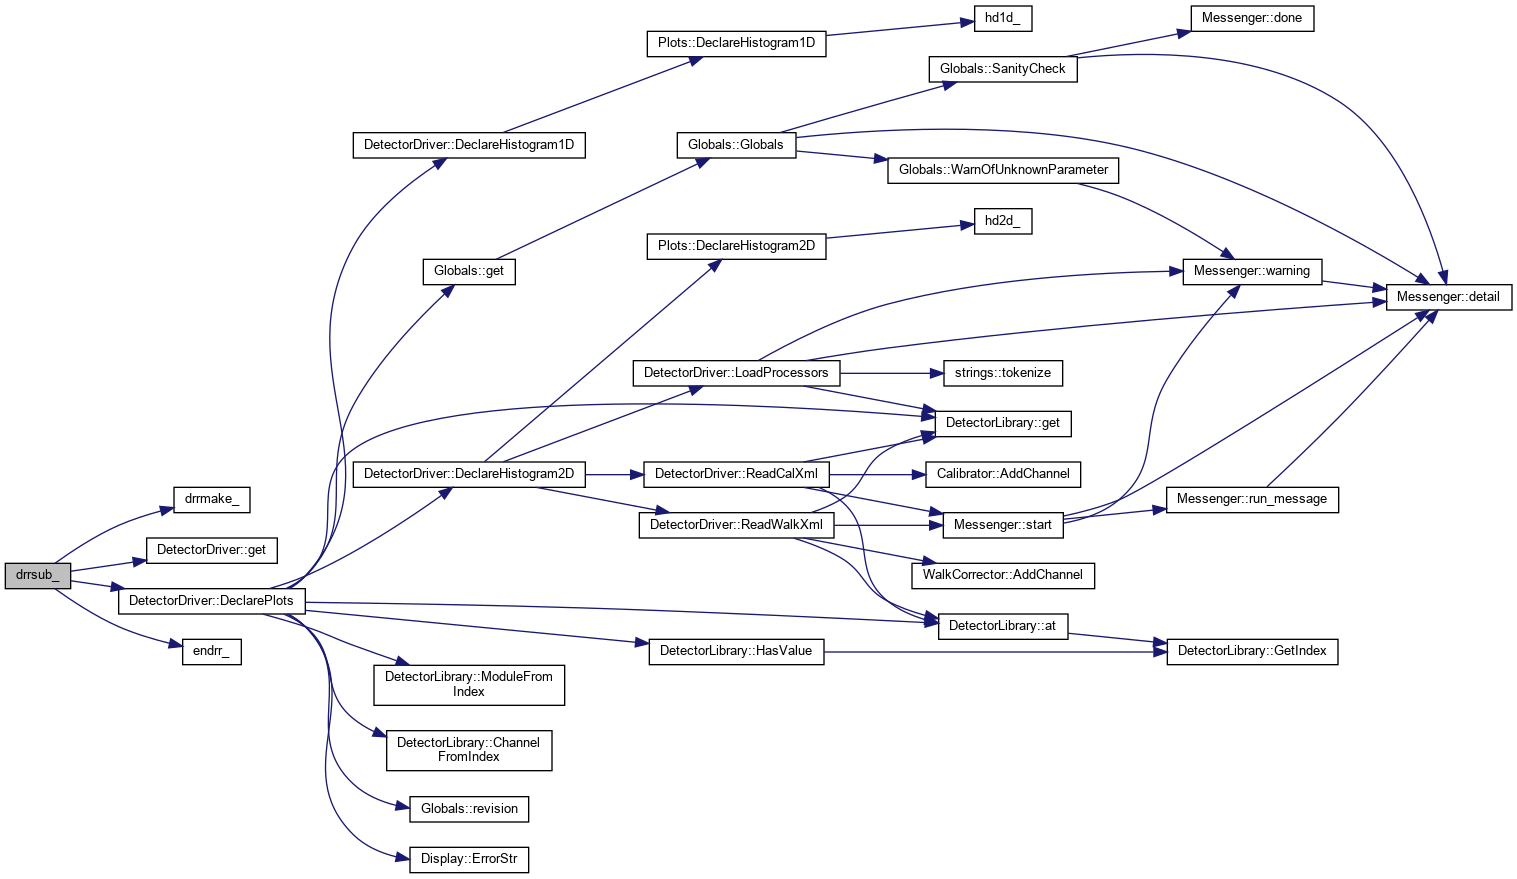 hd1d_
Messenger::done
Plots::DeclareHistogram1D
Globals::SanityCheck
DetectorDriver::DeclareHistogram1D
Globals::Globals
Globals::WarnOfUnknownParameter
hd2d_
Plots::DeclareHistogram2D
Globals::get
Messenger::warning
Messenger::detail
DetectorDriver::LoadProcessors
strings::tokenize
DetectorLibrary::get
DetectorDriver::DeclareHistogram2D
DetectorDriver::ReadCalXml
Calibrator::AddChannel
drrmake_
Messenger::run_message
DetectorDriver::ReadWalkXml
Messenger::start
DetectorDriver::get
drrsub_
WalkCorrector::AddChannel
DetectorDriver::DeclarePlots
DetectorLibrary::at
endrr_
DetectorLibrary::HasValue
DetectorLibrary::GetIndex
DetectorLibrary::ModuleFrom
Index
DetectorLibrary::Channel
FromIndex
Globals::revision
Display::ErrorStr